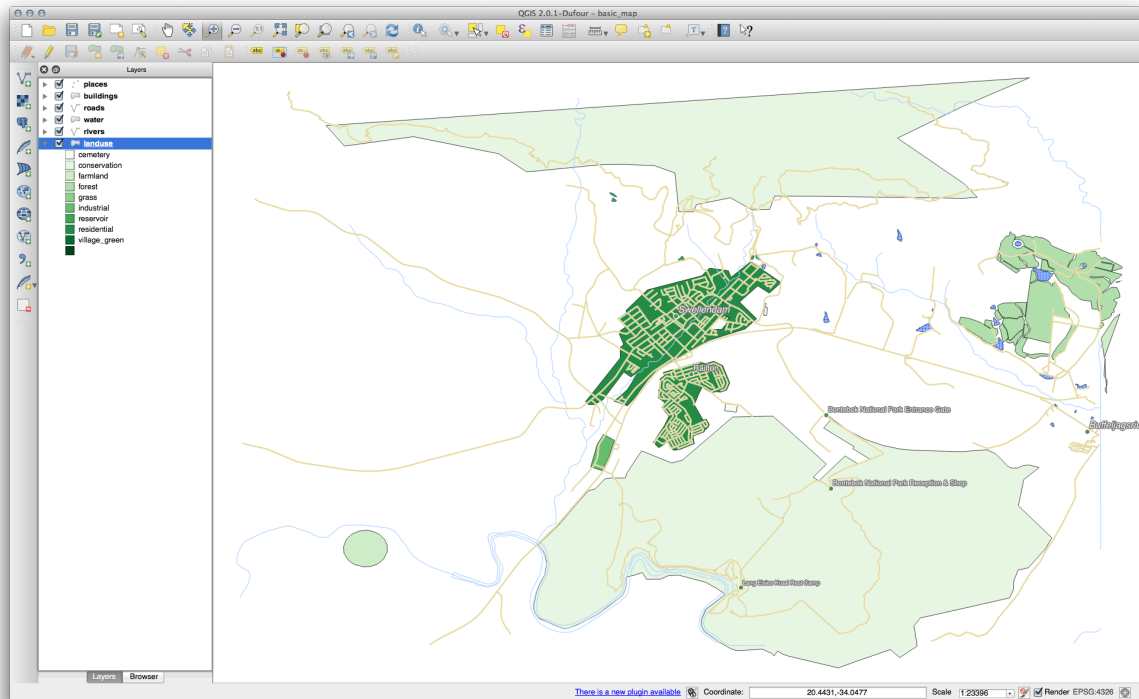 QGIS 2.0.1-Dufour - basic_map
Layers
places
buildings
roads
water
rivers
landuse
cemetery
conservation
farmland
forest
grass
industrial
reservoir
residential
village_green
Swellendam
Railton
Bontebok National Park Entrance Gate
Buffeljagsriv
Bontebok National Park Reception & Shop
Lang Elsies Kraal Rest Camp
Layers
Browser
There is a new plugin available
Coordinate:
20.4431,-34.0477
Scale
1:23396
Render
EPSG:4326